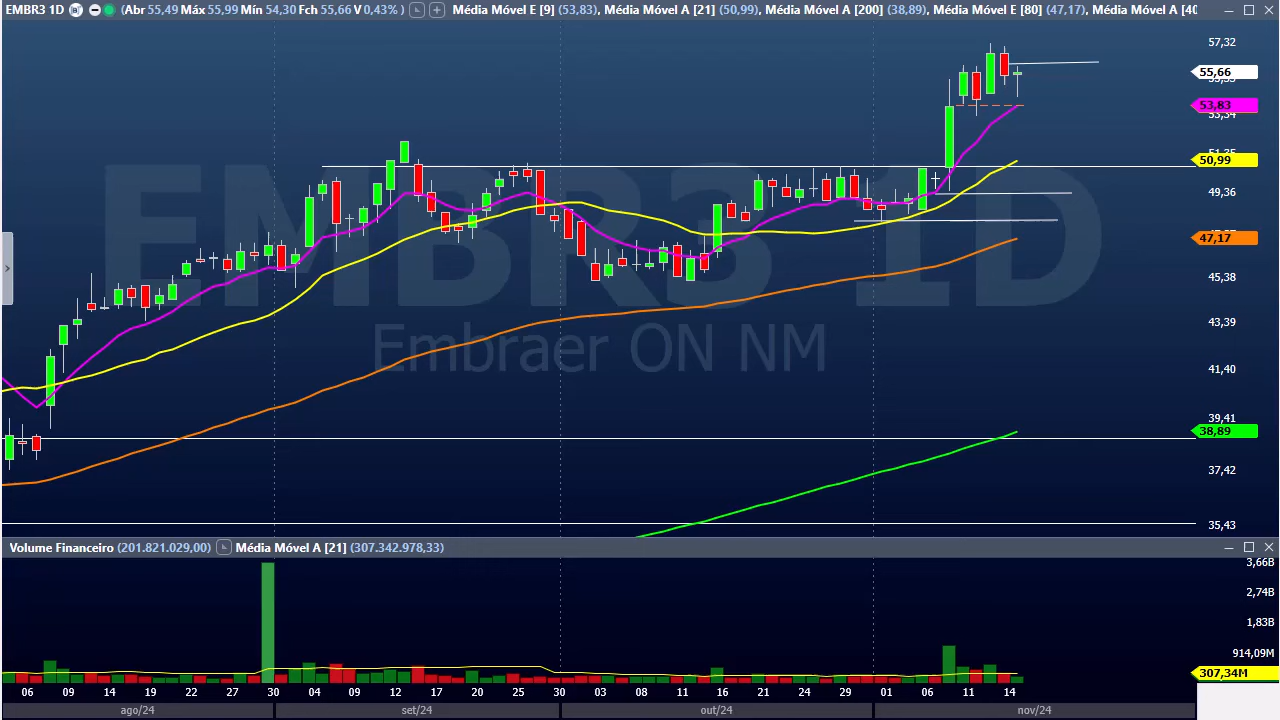 EMBR3 1D (Abr 55,49 Máx 55,99 Mín 54,30 Fch 55,66 V 0,43% ) Média Móvel E [9] (53,83), Média Móvel A [21] (50,99), Média Móvel A [200] (38,89), Média Móvel E [80] (47,17), Média Móvel A [40
57,32
55,66
53,83
50,99
49,36
47,17
45,38
43,39
41,40
39,41
38,89
37,42
35,43
EMBR3 1D
Embraer ON NM
Volume Financeiro (201.821.029,00) Média Móvel A [21] (307.342.978,33)
3,66B
2,74B
1,83B
914,09M
307,34M
06 09 14 19 22 27 30 04 09 12 17 20 25 30 03 08 11 16 21 24 29 01 06 11 14
ago/24 set/24 out/24 nov/24